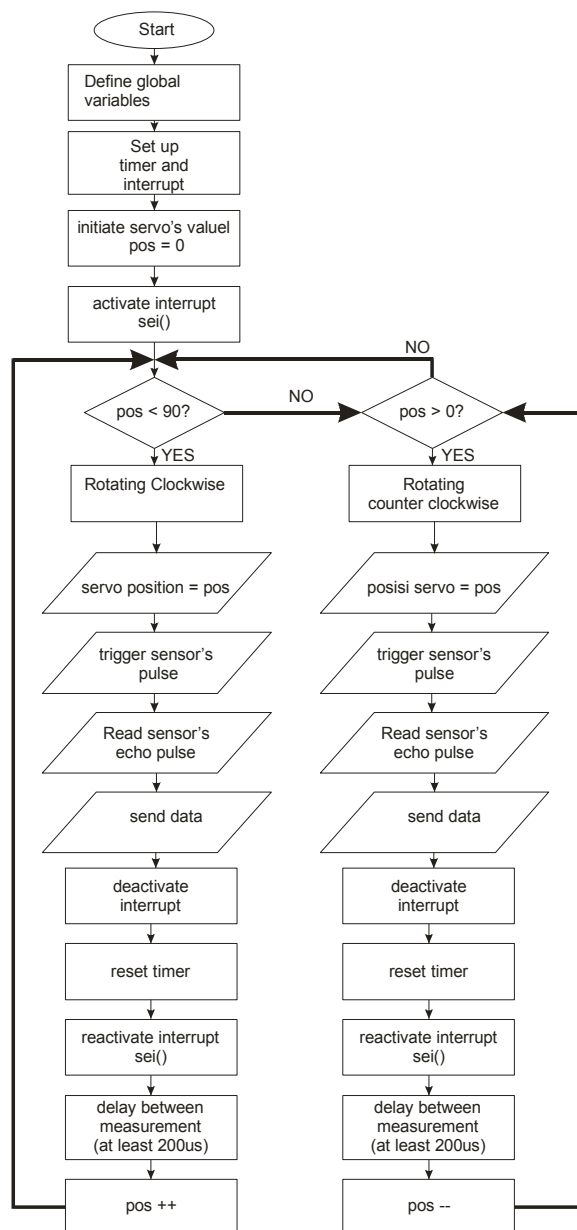 Start
Define global
variables
Set up
timer and
interrupt
initiate servo's valuel
pos = 0
activate interrupt
sei()
NO
pos < 90?
NO
pos > 0?
YES
Rotating Clockwise
servo position = pos
trigger sensor's
pulse
Read sensor's
echo pulse
send data
deactivate
interrupt
reset timer
reactivate interrupt
sei()
delay between
measurement
(at least 200us)
pos ++
YES
Rotating
counter clockwise
posisi servo = pos
trigger sensor's
pulse
Read sensor's
echo pulse
send data
deactivate
interrupt
reset timer
reactivate interrupt
sei()
delay between
measurement
(at least 200us)
pos --